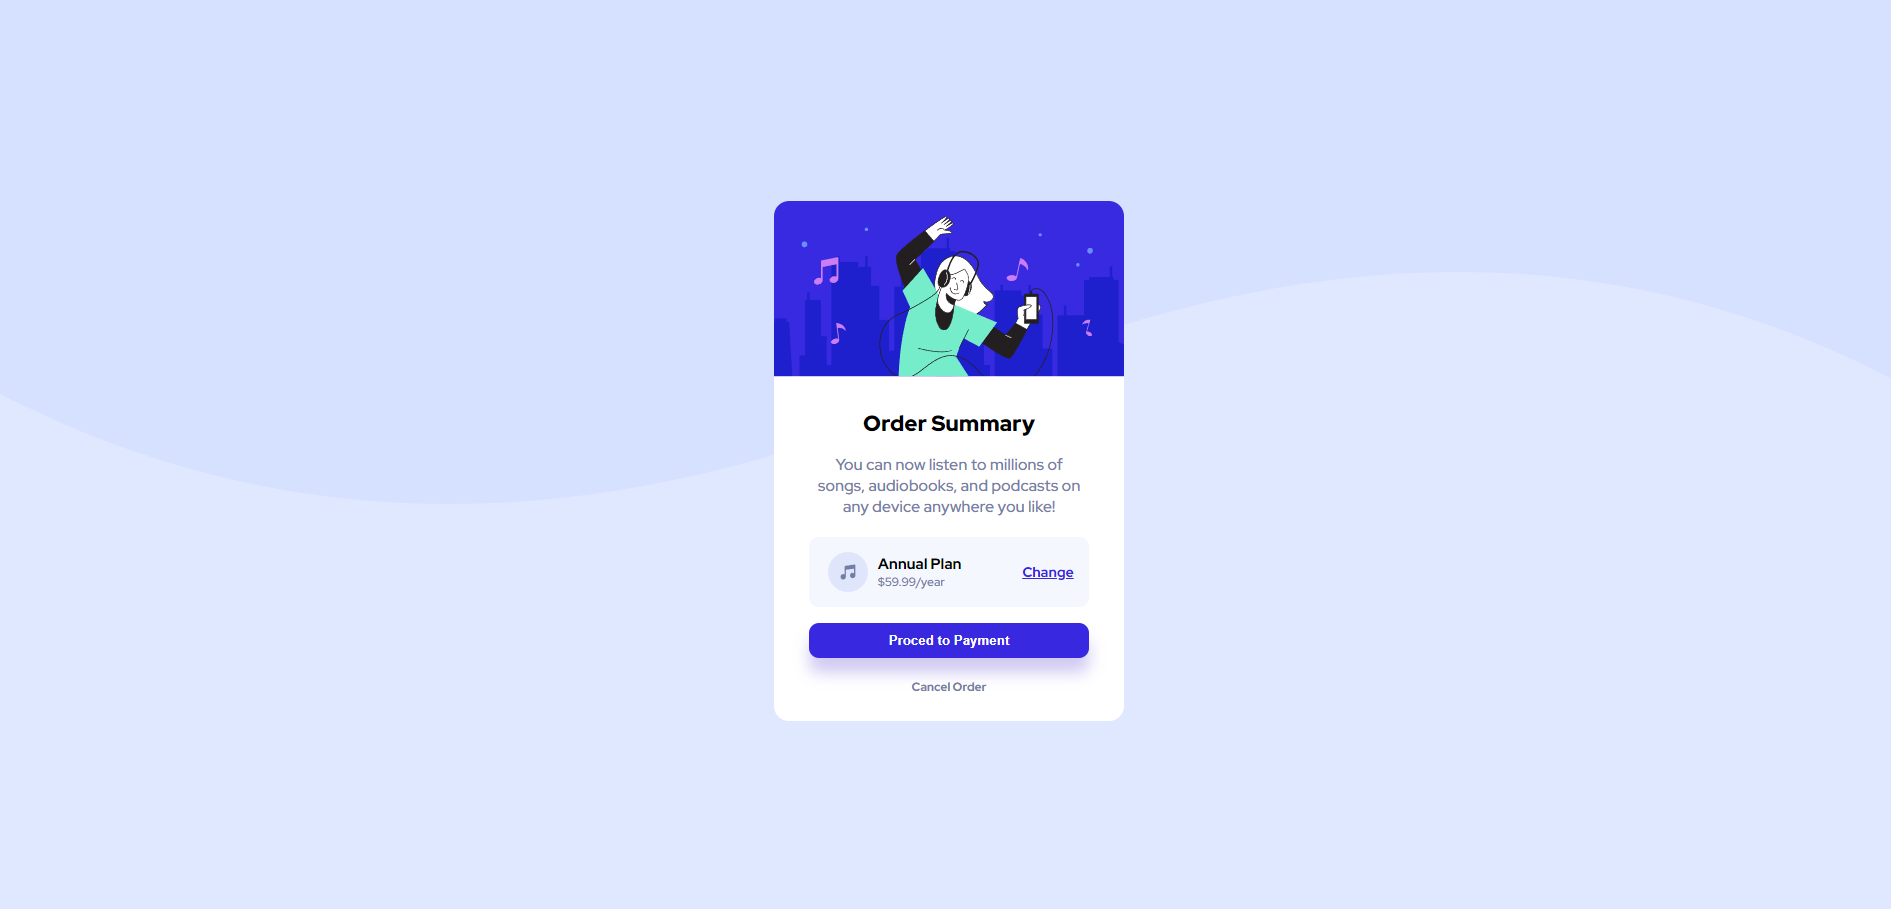 Order Summary
You can now listen to millions of
songs, audiobooks, and podcasts on
any device anywhere you like!
Annual Plan
$59.99/year
Change
Proced to Payment
Cancel Order